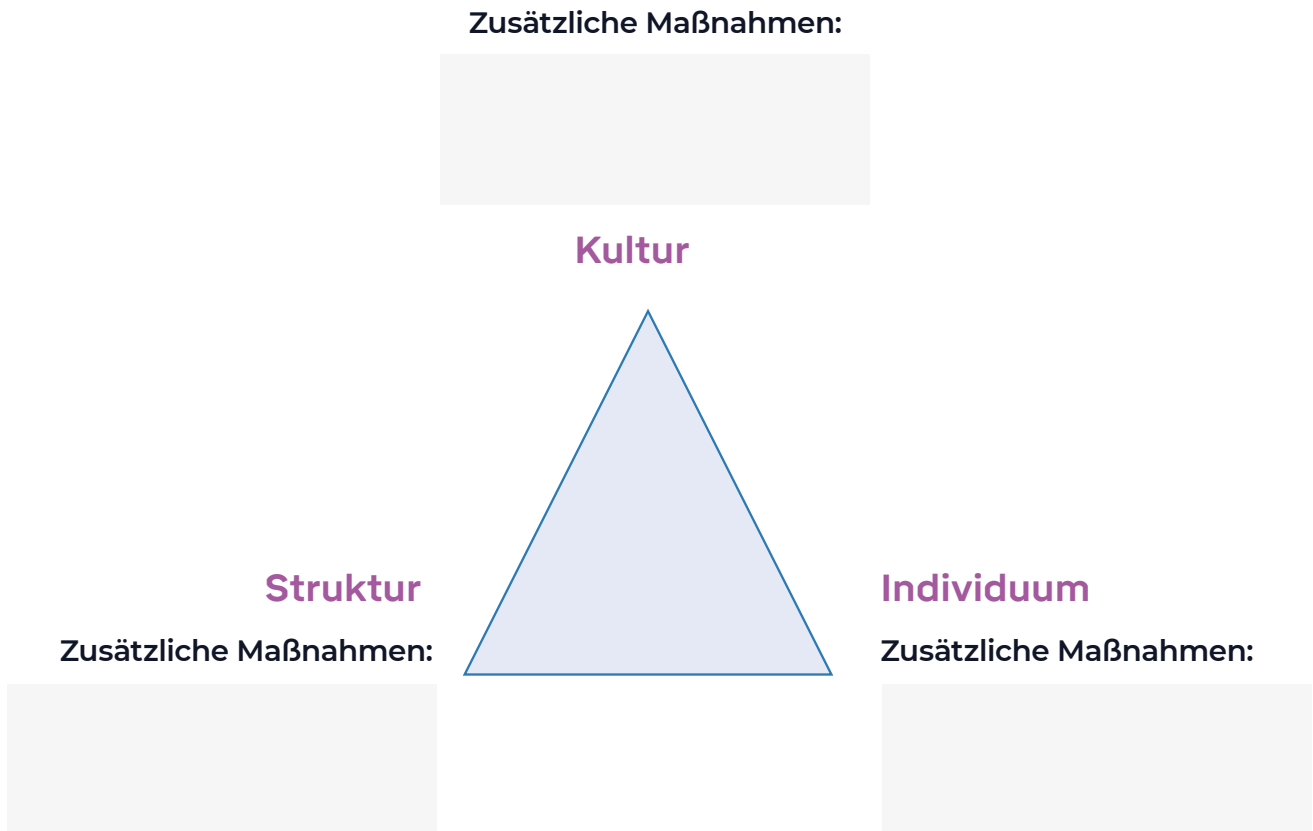 Zusätzliche Maßnahmen:
Kultur
Struktur
Individuum
Zusätzliche Maßnahmen:
Zusätzliche Maßnahmen: